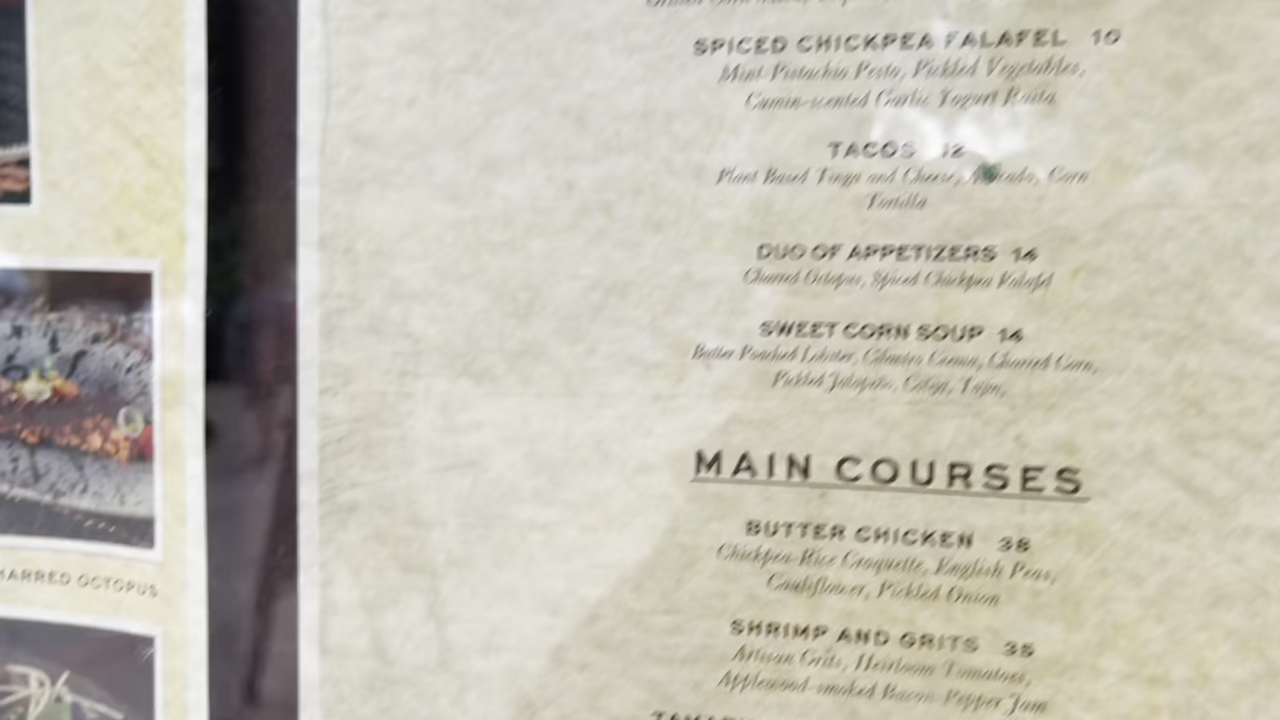 SPICED CHICKPEA FALAFEL 10
Mint-Pistachio Pesto, Pickled Vegetables,
Cumin-scented Garlic Yogurt Raita
TACOS 12
Plant Based Tinga and Cheese, Avocado, Corn
Tortilla
DUO OF APPETIZERS 14
Charred Octopus, Spiced Chickpea Falafel
SWEET CORN SOUP 14
Butter Poached Lobster, Cilantro Crema, Charred Corn,
Pickled Jalapeño, Cotija, Tajin,
MAIN COURSES
BUTTER CHICKEN 38
Chickpea-Rice Croquette, English Peas,
Cauliflower, Pickled Onion
HARRED OCTOPUS
SHRIMP AND GRITS 35
Artisan Grits, Heirloom Tomatoes,
Applewood-smoked Bacon-Pepper Jam